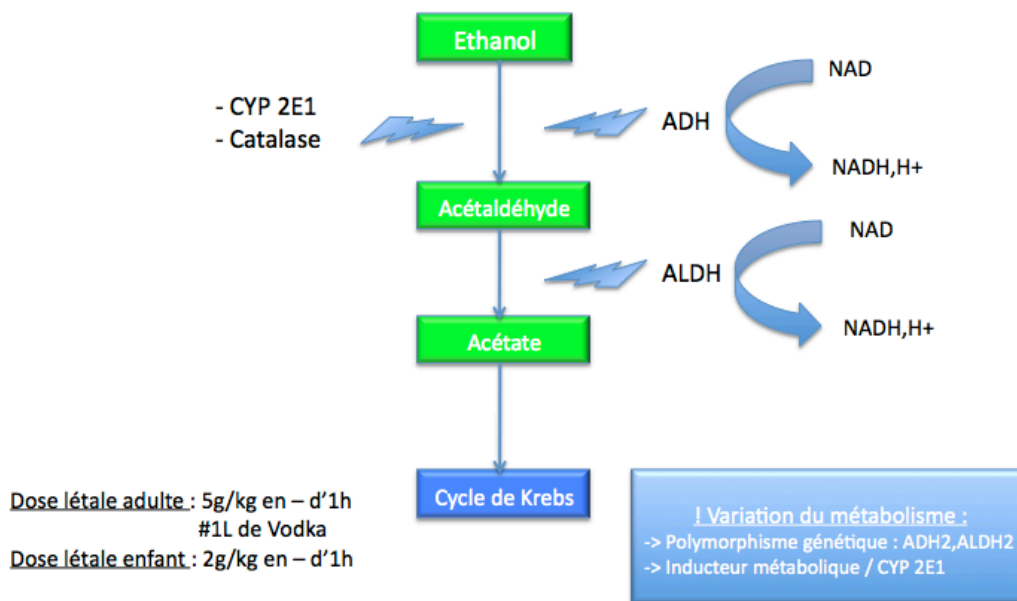 Ethanol
NAD
- CYP 2E1
- Catalase
ADH
NADH,H+
Acétaldéhyde
NAD
ALDH
NADH,H+
Acétate
Cycle de Krebs
Dose létale adulte : 5g/kg en – d’1h
#1L de Vodka
Dose létale enfant : 2g/kg en – d’1h
! Variation du métabolisme :
-> Polymorphisme génétique : ADH2,ALDH2
-> Inducteur métabolique / CYP 2E1